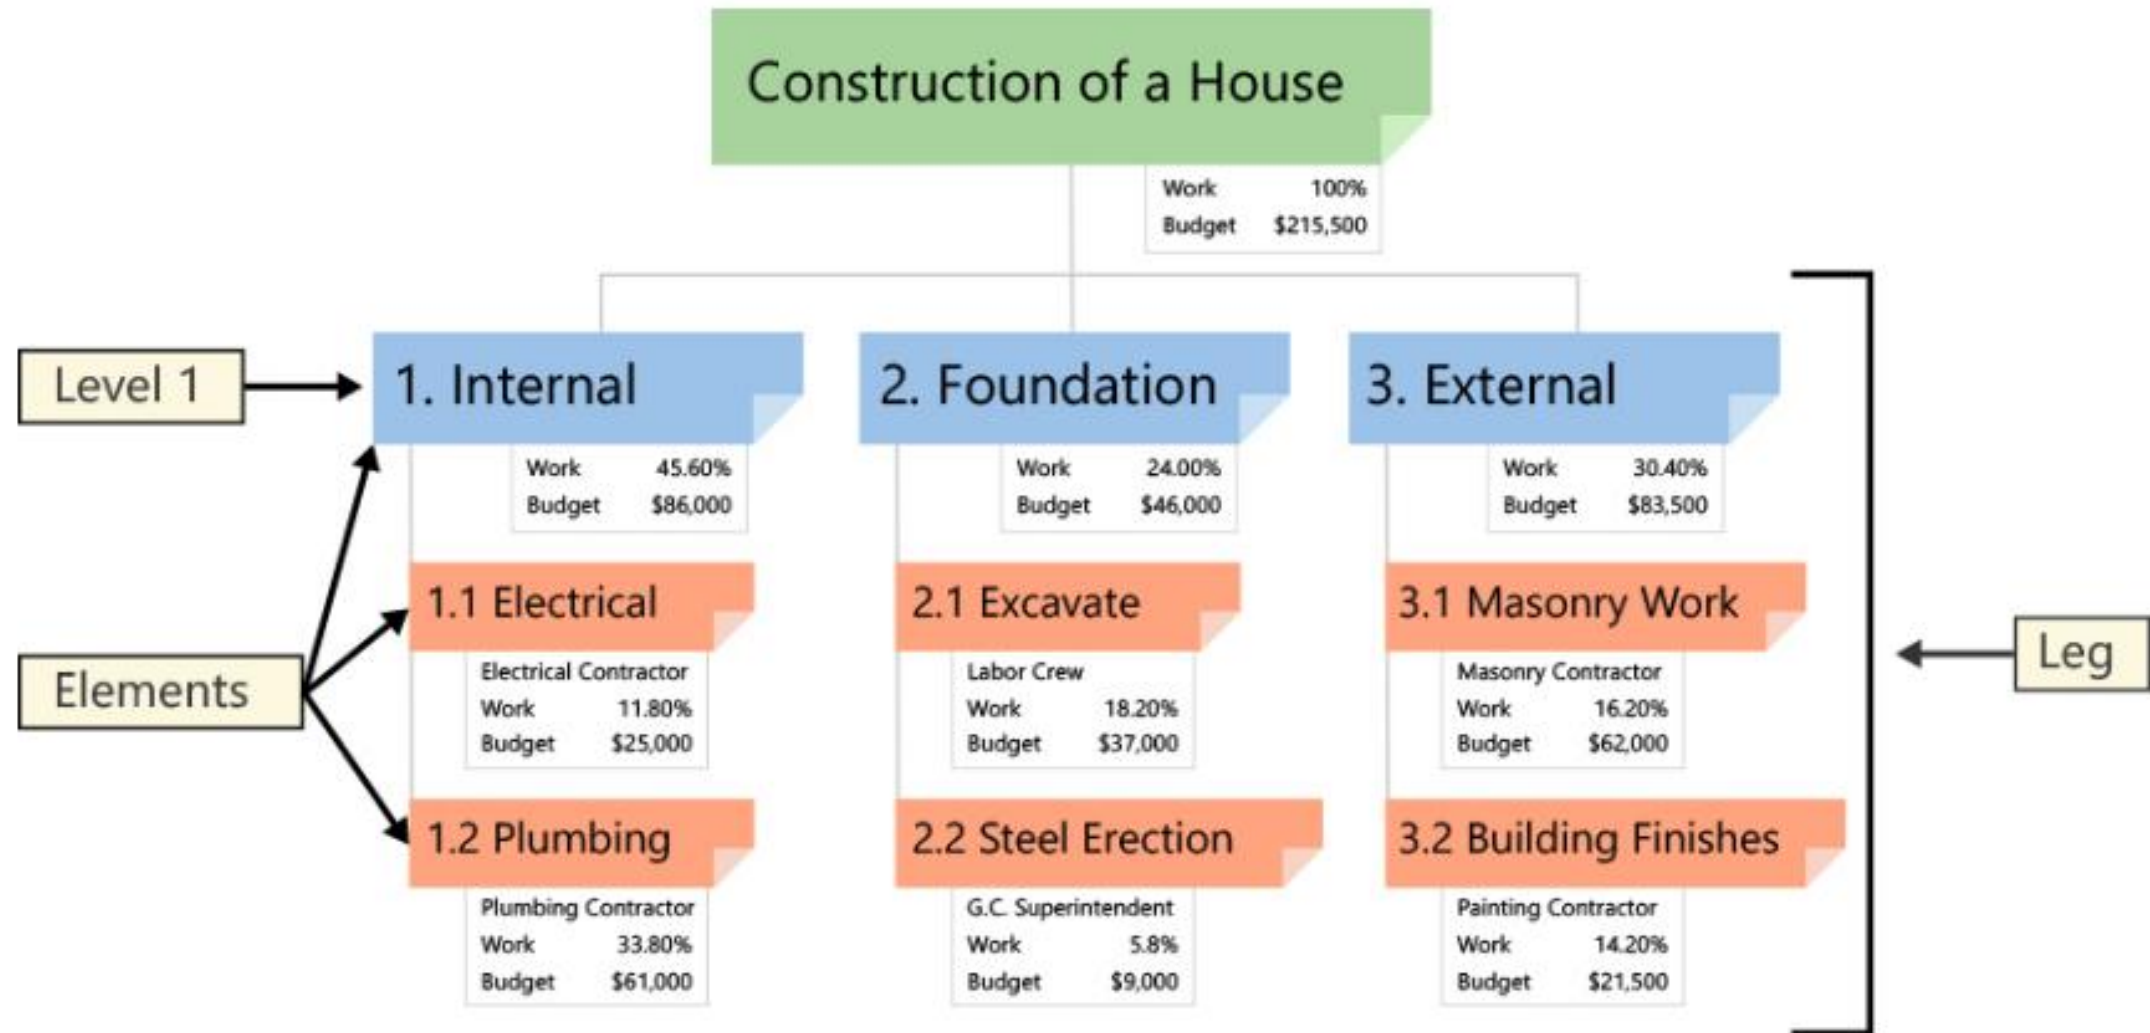 Construction of a House
Work 100%
Budget $215,500
Level 1
1. Internal
Work 45.60%
Budget $86,000
2. Foundation
Work 24.00%
Budget $46,000
3. External
Work 30.40%
Budget $83,500
Elements
1.1 Electrical
Electrical Contractor
Work 11.80%
Budget $25,000
2.1 Excavate
Labor Crew
Work 18.20%
Budget $37,000
3.1 Masonry Work
Masonry Contractor
Work 16.20%
Budget $62,000
Leg
1.2 Plumbing
Plumbing Contractor
Work 33.80%
Budget $61,000
2.2 Steel Erection
G.C. Superintendent
Work 5.8%
Budget $9,000
3.2 Building Finishes
Painting Contractor
Work 14.20%
Budget $21,500